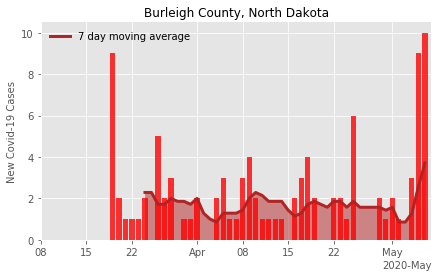 Burleigh County, North Dakota
7 day moving average
New Covid-19 Cases
10
8
6
4
2
0
08 15 22 Apr 08 15 22 May
2020-May